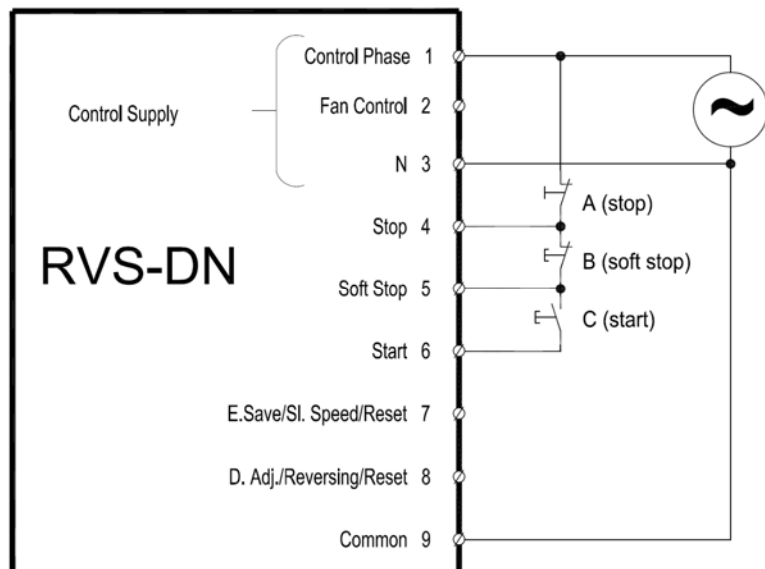 Control Phase 1
Control Supply
Fan Control 2
N 3
A (stop)
Stop 4
RVS-DN
B (soft stop)
Soft Stop 5
C (start)
Start 6
E.Save/Sl. Speed/Reset 7
D. Adj./Reversing/Reset 8
Common 9